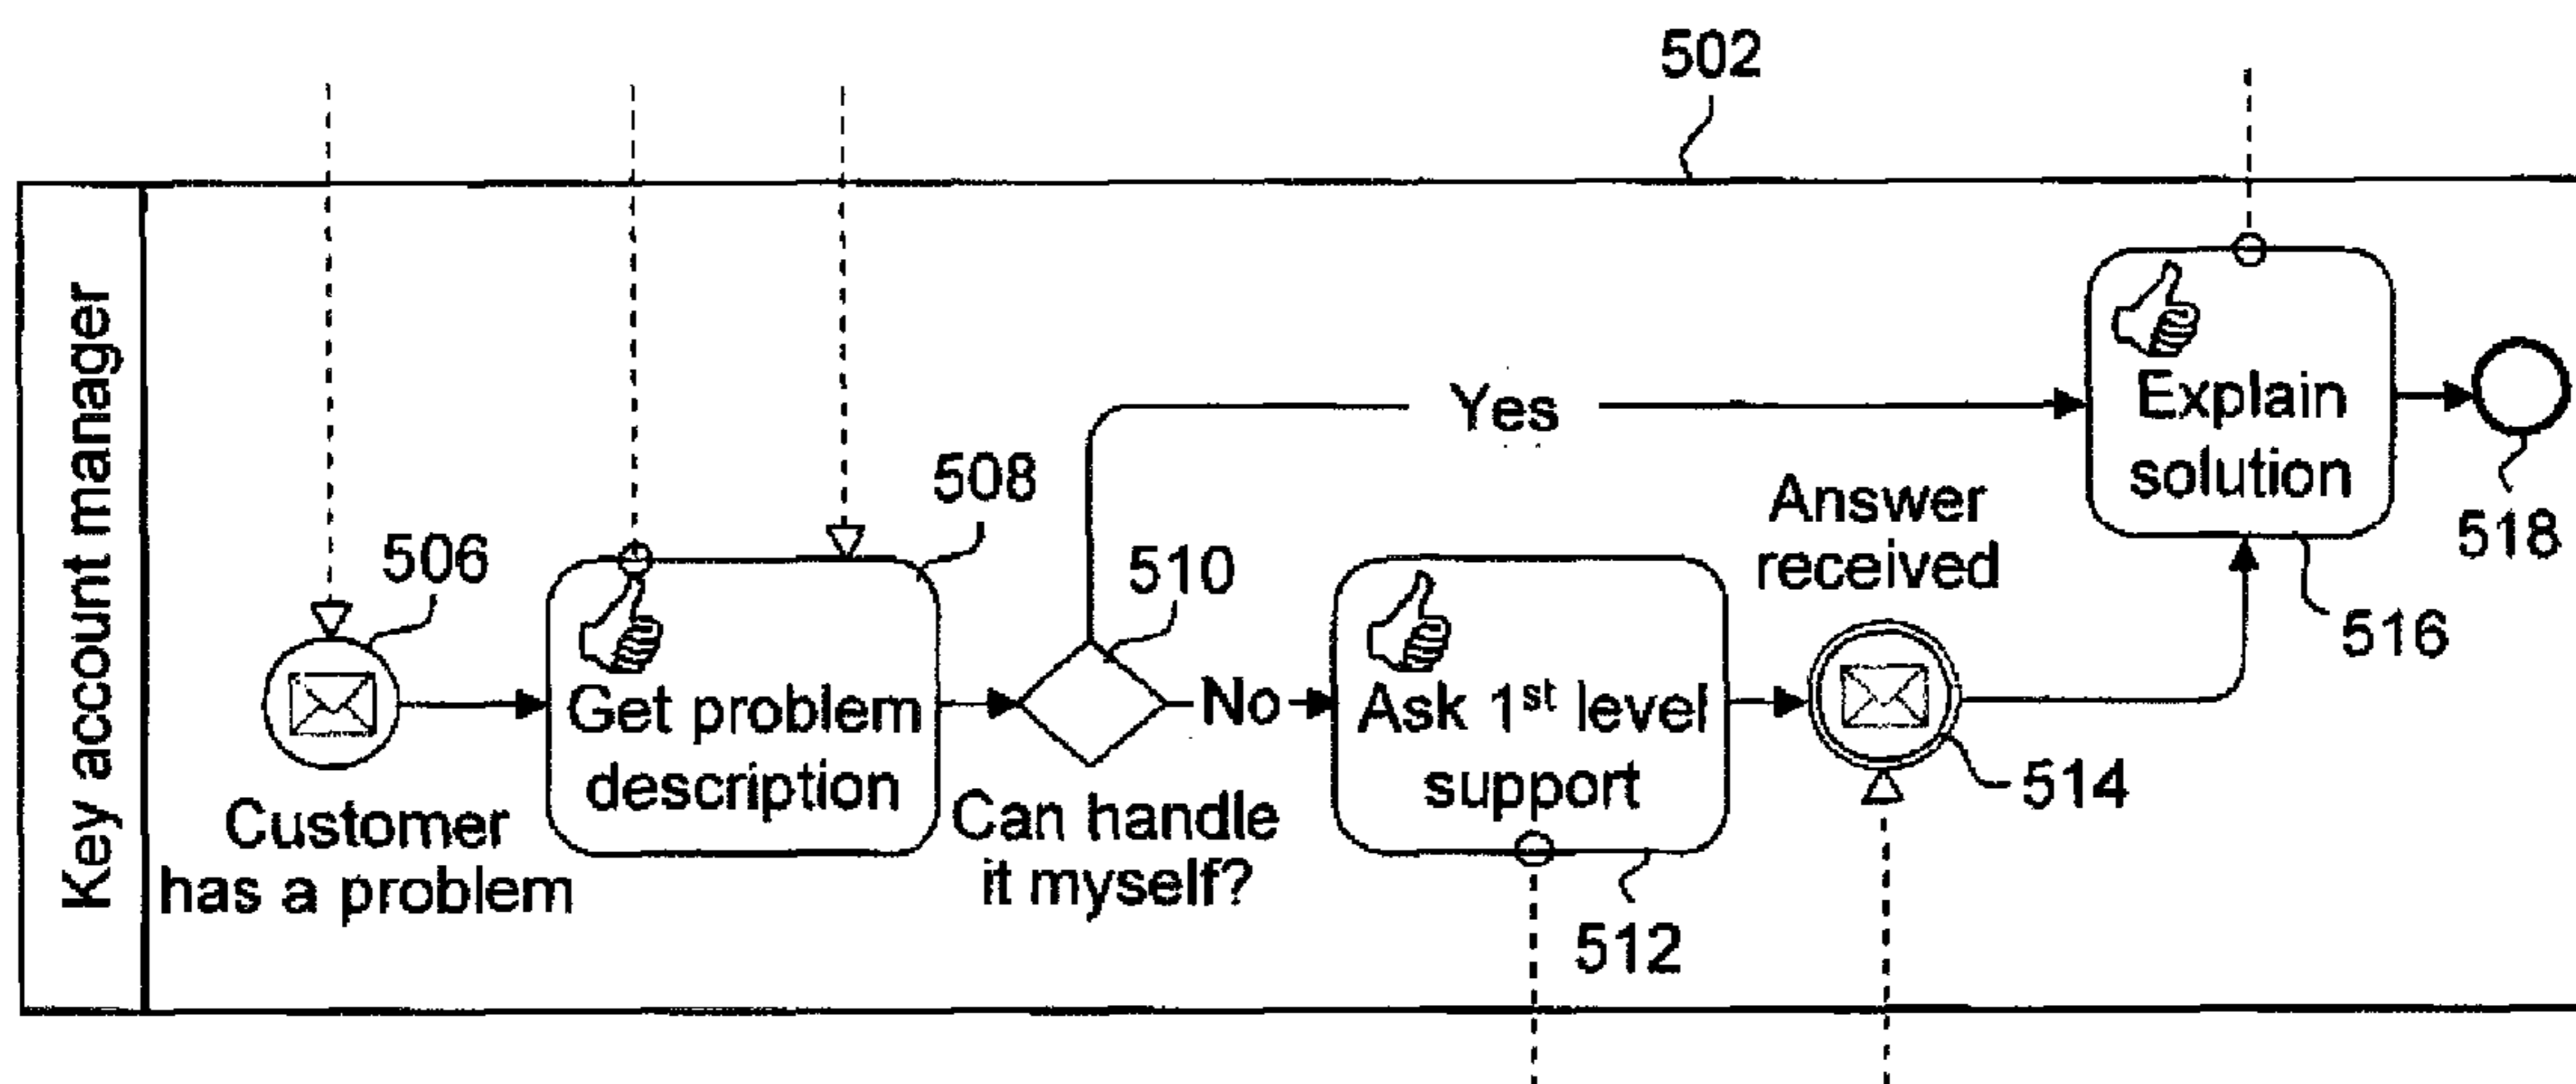 502
Key account manager
506
Customer
has a problem
508
Get problem
description
510
Can handle
it myself?
Yes
No
Ask 1st level
support
512
Answer
received
514
Explain
solution
516
518